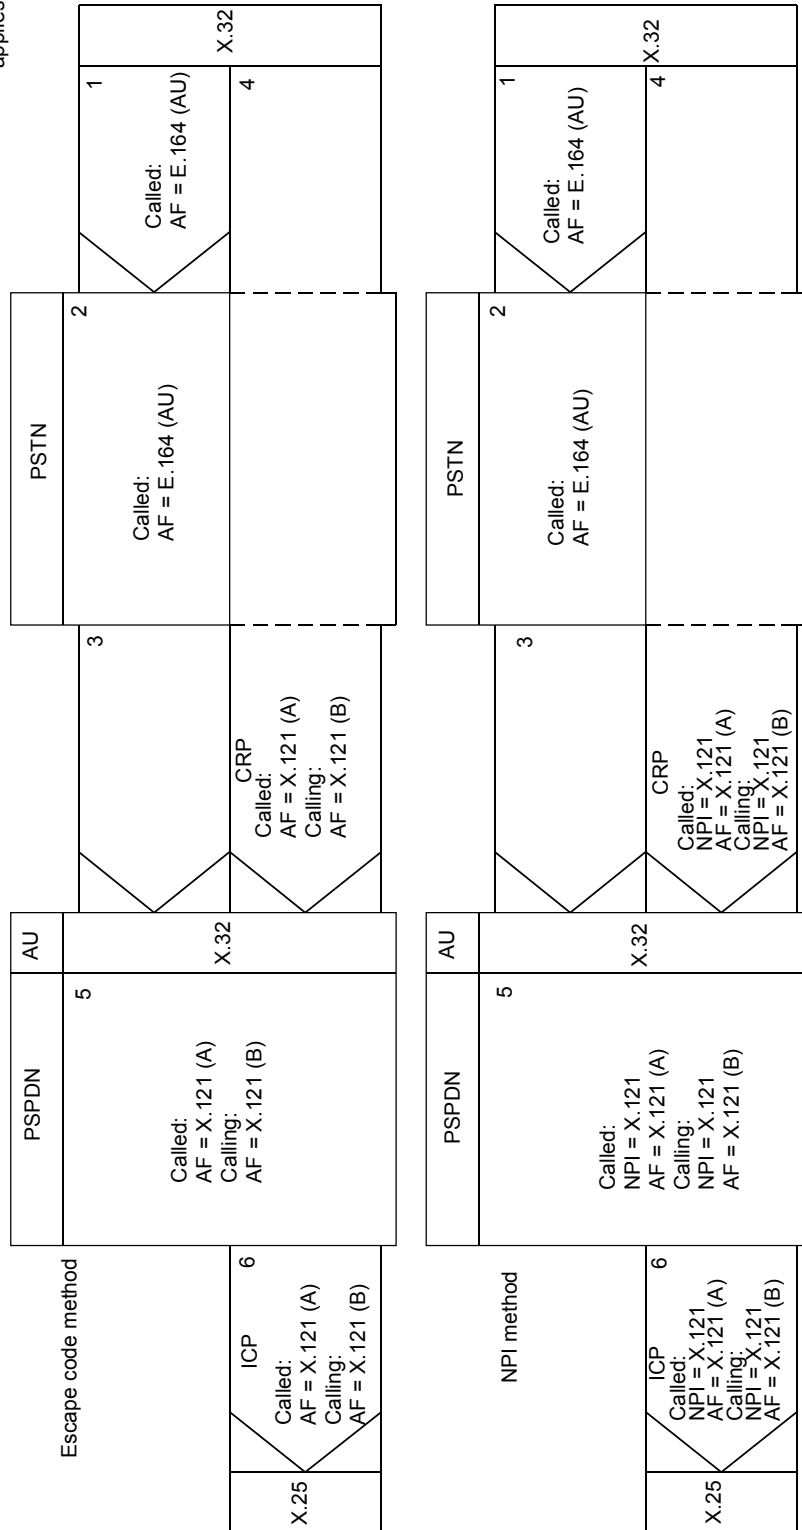 applies
PSPDN
AU
PSTN
Escape code method
X.25
6
ICP
Called:
AF = X.121 (A)
Calling:
AF = X.121 (B)
5
Called:
AF = X.121 (A)
Calling:
AF = X.121 (B)
X.32
3
CRP
Called:
AF = X.121 (A)
Calling:
AF = X.121 (B)
2
Called:
AF = E.164 (AU)
1
Called:
AF = E.164 (AU)
4
X.32
PSPDN
AU
PSTN
NPI method
X.25
6
ICP
Called:
NPI = X.121
AF = X.121 (A)
Calling:
NPI = X.121
AF = X.121 (B)
5
Called:
NPI = X.121
AF = X.121 (A)
Calling:
NPI = X.121
AF = X.121 (B)
X.32
3
CRP
Called:
NPI = X.121
AF = X.121 (A)
Calling:
NPI = X.121
AF = X.121 (B)
2
Called:
AF = E.164 (AU)
1
Called:
AF = E.164 (AU)
4
X.32